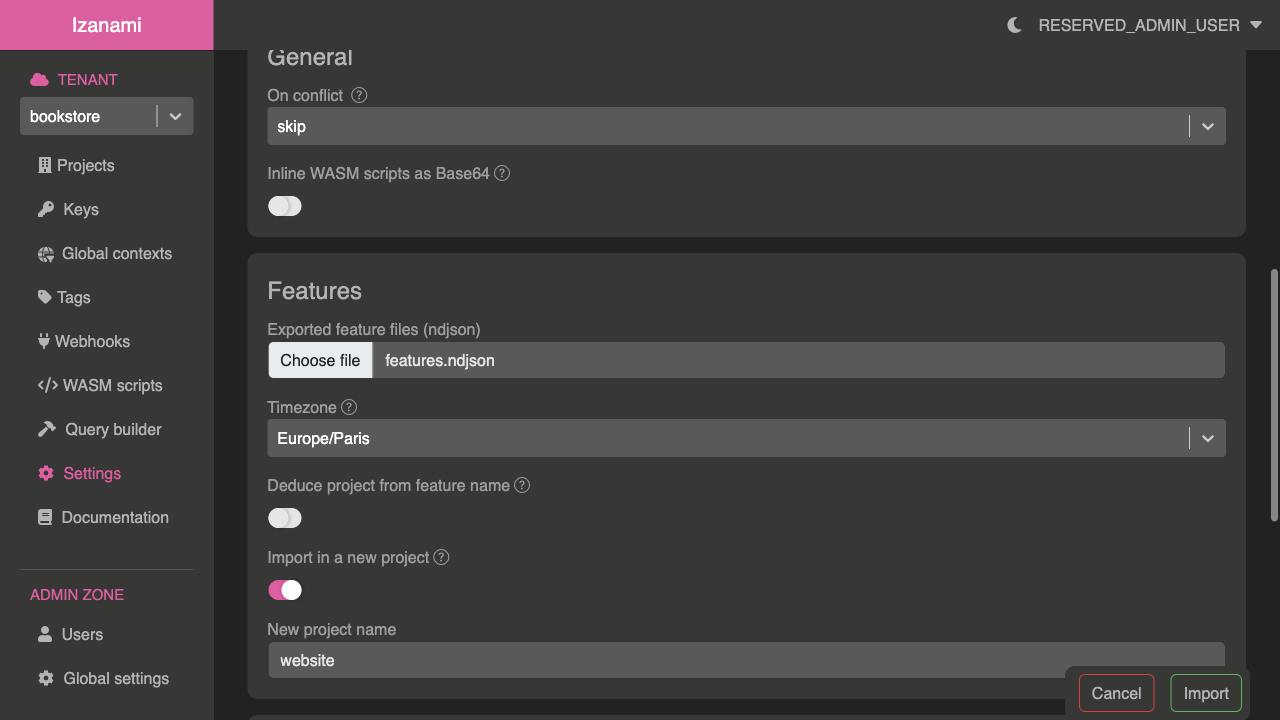 Izanami
RESERVED_ADMIN_USER
TENANT
bookstore
Projects
Keys
Global contexts
Tags
Webhooks
WASM scripts
Query builder
Settings
Documentation
ADMIN ZONE
Users
Global settings
General
On conflict
skip
Inline WASM scripts as Base64
Features
Exported feature files (ndjson)
Choose file features.ndjson
Timezone
Europe/Paris
Deduce project from feature name
Import in a new project
New project name
website
Cancel Import